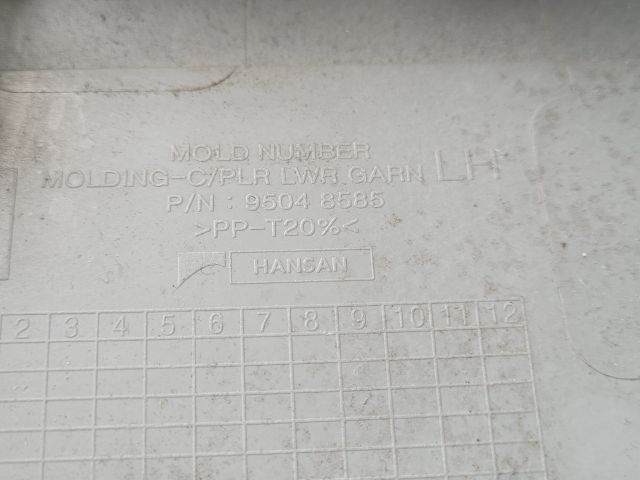 MOLD NUMBER
MOLDING-C/PLR LWR GARN LH
P/N : 9504 8585
>PP-T20%<
HANSAN
2 3 4 5 6 7 8 9 10 11 12